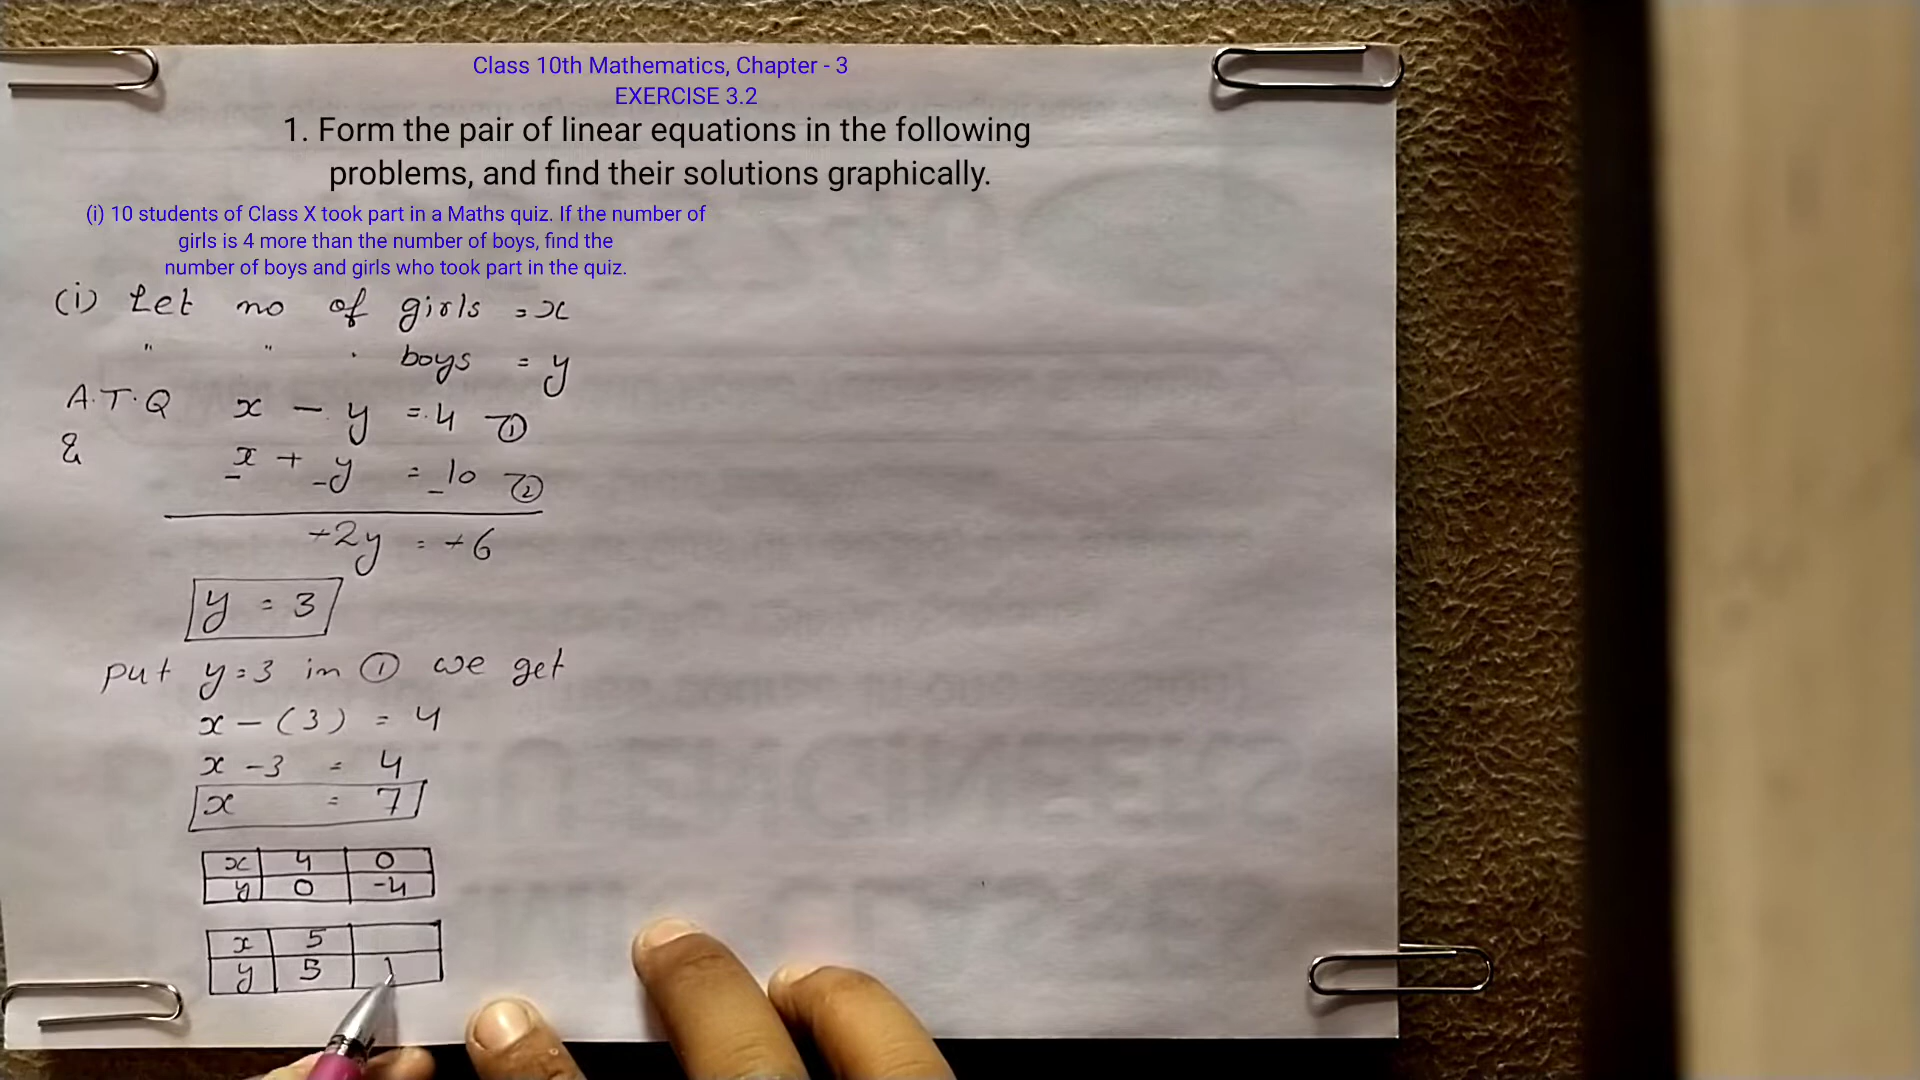 Class 10th Mathematics, Chapter - 3
EXERCISE 3.2
1. Form the pair of linear equations in the following
problems, and find their solutions graphically.
(i) 10 students of Class X took part in a Maths quiz. If the number of
girls is 4 more than the number of boys, find the
number of boys and girls who took part in the quiz.
(i) Let no of girls = x
" " . boys = y
A.T.Q x - y = 4 ①
& x + y = 10 ②
- - -
+2y = +6
y = 3
put y=3 in ① we get
x - (3) = 4
x - 3 = 4
x = 7
x 4 0
y 0 -4
x 5
y 5 1